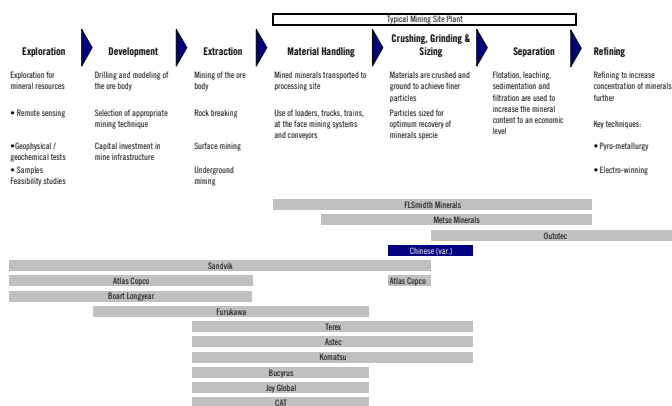 Typical Mining Site Plant
Exploration
Development
Extraction
Material Handling
Crushing, Grinding &
Sizing
Separation
Refining
Exploration for
mineral resources
• Remote sensing
•Geophysical /
geochemical tests
• Samples
Feasibility studies
Drilling and modeling of
the ore body
Selection of appropriate
mining technique
Capital investment in
mine infrastructure
Mining of the ore
body
Rock breaking
Surface mining
Underground
mining
Mined minerals transported to
processing site
Use of loaders, trucks, trains,
at the face mining systems
and conveyors
Materials are crushed and
ground to achieve finer
particles
Particles sized for
optimum recovery of
minerals specie
Flotation, leaching,
sedimentation and
filtration are used to
increase the mineral
content to an economic
level
Refining to increase
concentration of minerals
further
Key techniques:
• Pyro-metallurgy
• Electro-winning
FLSmidth Minerals
Metso Minerals
Outotec
Chinese (var.)
Sandvik
Atlas Copco
Atlas Copco
Boart Longyear
Furukawa
Terex
Astec
Komatsu
Bucyrus
Joy Global
CAT